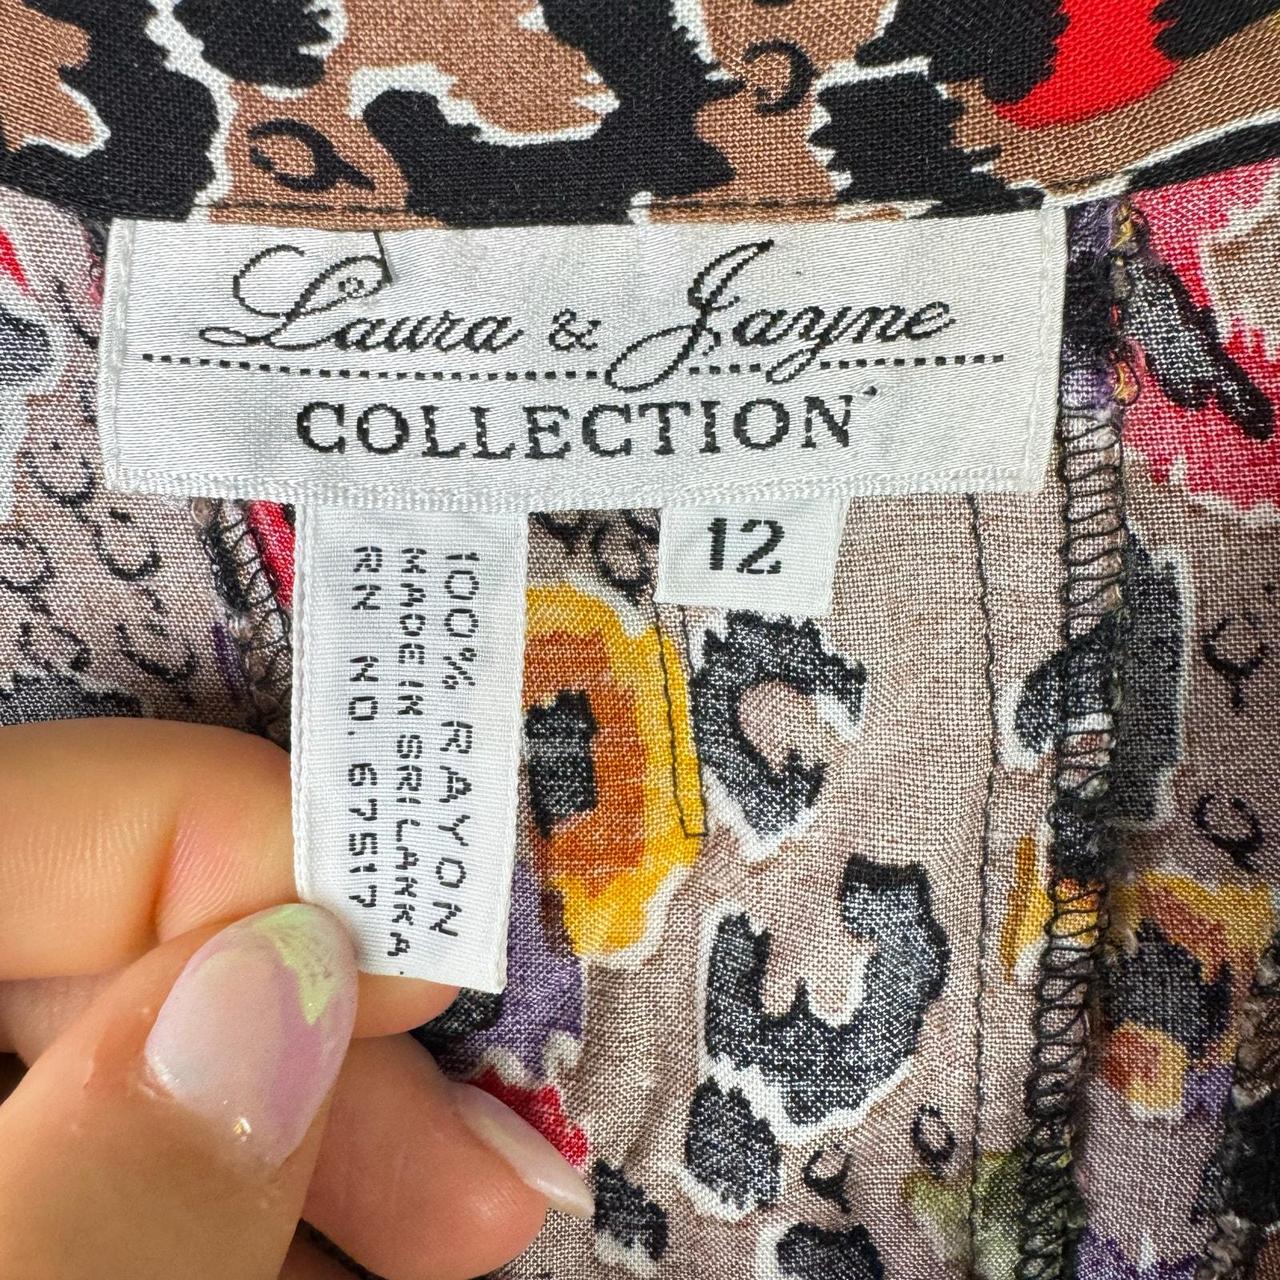 Laura & Jayne
COLLECTION
12
100% RAYON
MADE IN SRI LANKA.
RN NO. 67517